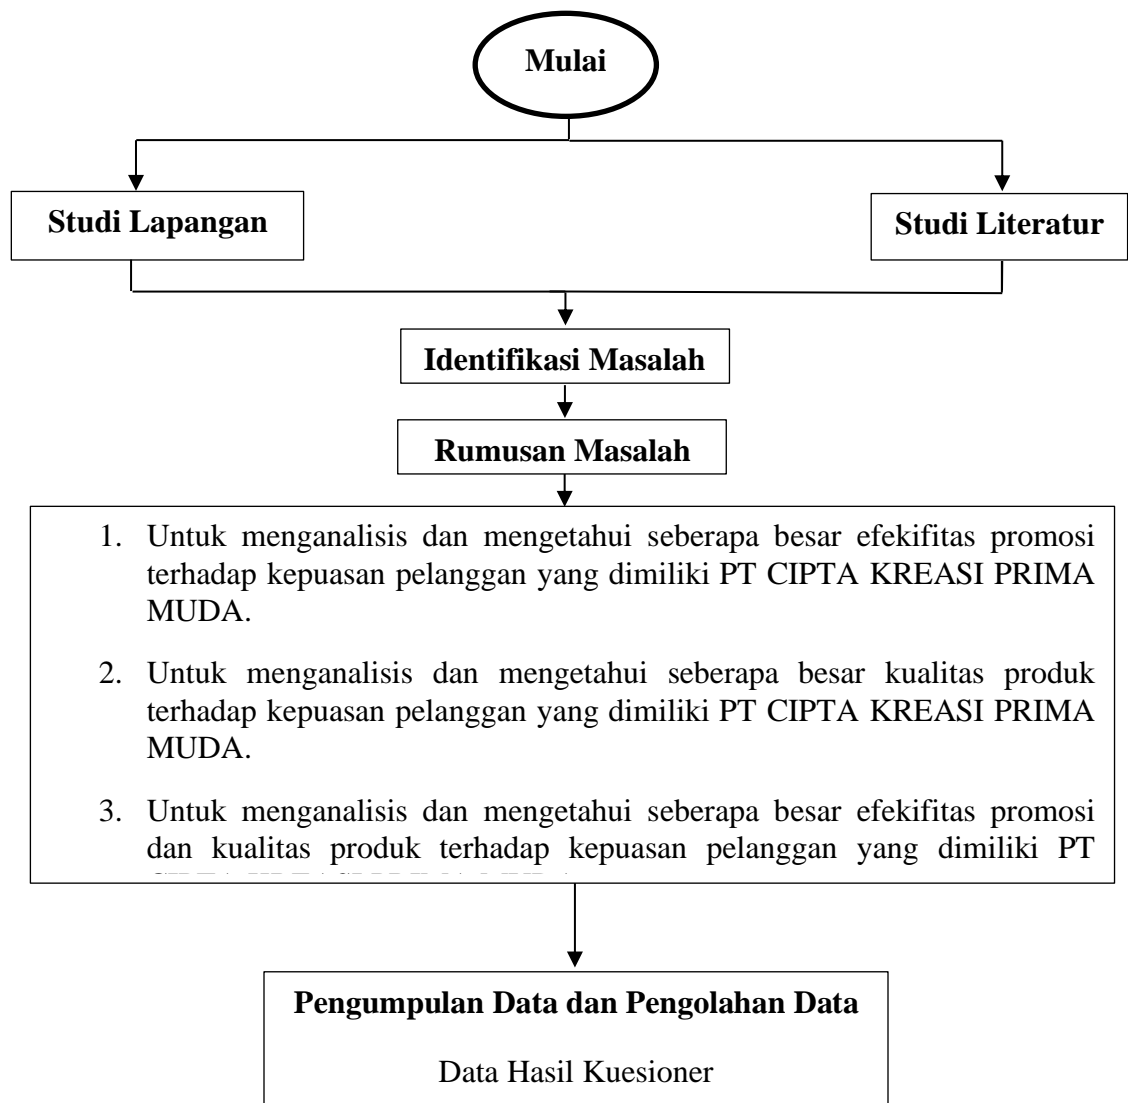 Mulai
Studi Lapangan
Studi Literatur
Identifikasi Masalah
Rumusan Masalah
1. Untuk menganalisis dan mengetahui seberapa besar efekifitas promosi
terhadap kepuasan pelanggan yang dimiliki PT CIPTA KREASI PRIMA
MUDA.
2. Untuk menganalisis dan mengetahui seberapa besar kualitas produk
terhadap kepuasan pelanggan yang dimiliki PT CIPTA KREASI PRIMA
MUDA.
3. Untuk menganalisis dan mengetahui seberapa besar efekifitas promosi
dan kualitas produk terhadap kepuasan pelanggan yang dimiliki PT
Pengumpulan Data dan Pengolahan Data
Data Hasil Kuesioner